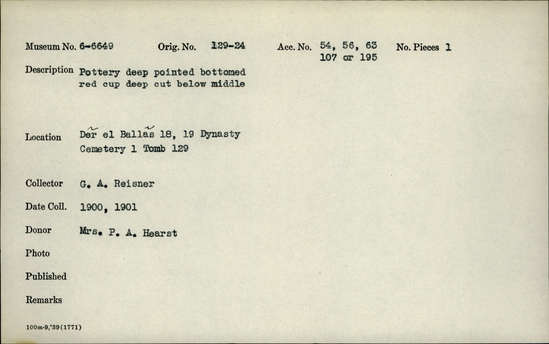 Museum No. 6-6649 Orig. No. 129-24 Acc. No. 54, 56, 63 No. Pieces 1
107 or 195
Description Pottery deep pointed bottomed
red cup deep cut below middle
Location Der el Ballas 18, 19 Dynasty
Cemetery 1 Tomb 129
Collector G. A. Reisner
Date Coll. 1900, 1901
Donor Mrs. P. A. Hearst
Photo
Published
Remarks
100m-9,'39(1771)